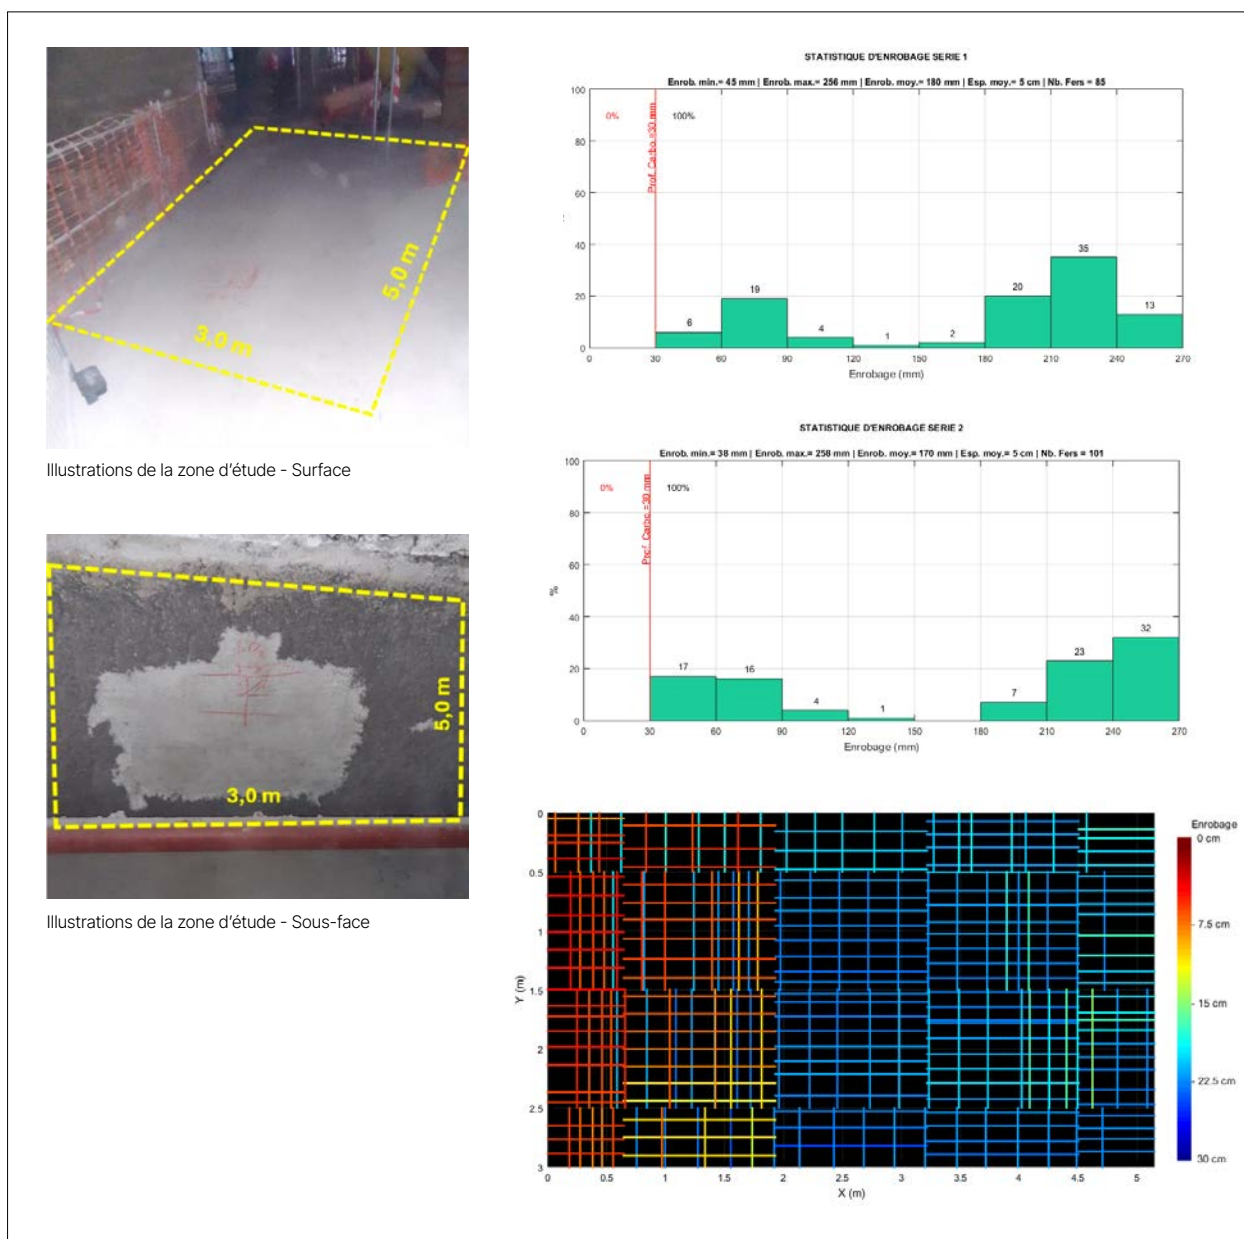 5,0 m
3,0 m
Illustrations de la zone d'étude - Surface
5,0 m
3,0 m
Illustrations de la zone d'étude - Sous-face
STATISTIQUE D'ENROBAGE SERIE 1
Enrob. min.= 45 mm | Enrob. max.= 256 mm | Enrob. moy.= 180 mm | Esp. moy.= 5 cm | Nb. Fers = 85
100
80
60
40
20
0
0% 100%
Prof. Carbo.=30 mm
6 19 4 1 2 20 35 13
0 30 60 90 120 150 180 210 240 270
Enrobage (mm)
STATISTIQUE D'ENROBAGE SERIE 2
Enrob. min.= 38 mm | Enrob. max.= 258 mm | Enrob. moy.= 170 mm | Esp. moy.= 5 cm | Nb. Fers = 101
100
80
60
40
20
0
%
0% 100%
Prof. Carbo.=30 mm
17 16 4 1 7 23 32
0 30 60 90 120 150 180 210 240 270
Enrobage (mm)
0
0.5
1
1.5
2
2.5
3
Y (m)
0 0.5 1 1.5 2 2.5 3 3.5 4 4.5 5
X (m)
Enrobage
0 cm
7.5 cm
15 cm
22.5 cm
30 cm